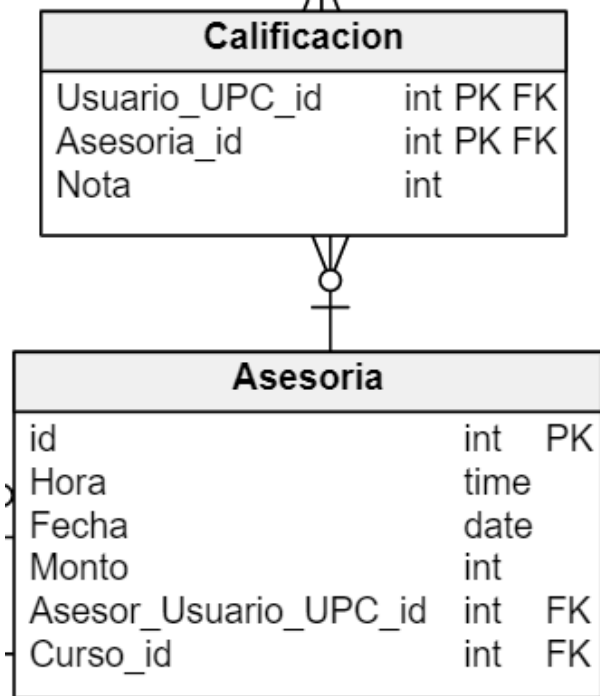 Calificacion
Usuario_UPC_id int PK FK
Asesoria_id int PK FK
Nota int
Asesoria
id int PK
Hora time
Fecha date
Monto int
Asesor_Usuario_UPC_id int FK
Curso_id int FK